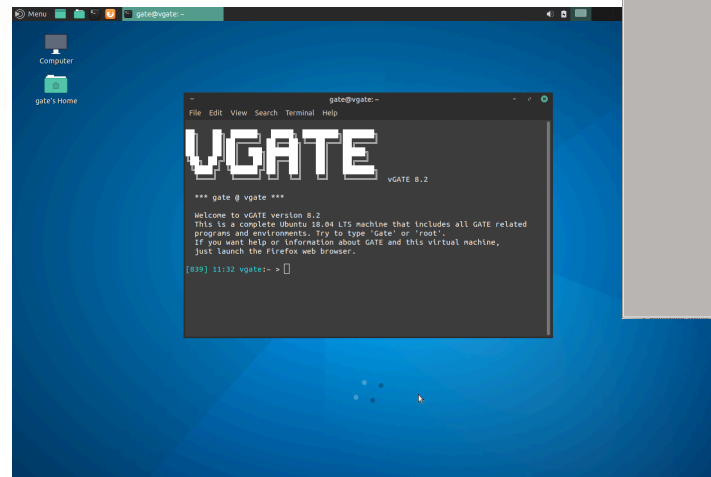 Menu
gate@vgate: ~
Computer
gate's Home
gate@vgate: ~
File Edit View Search Terminal Help
VGATE
vGATE 8.2
*** gate @ vgate ***
Welcome to vGATE version 8.2
This is a complete Ubuntu 18.04 LTS machine that includes all GATE related
programs and environments. Try to type 'Gate' or 'root'.
If you want help or information about GATE and this virtual machine,
just launch the Firefox web browser.
[839] 11:32 vgate:~ >